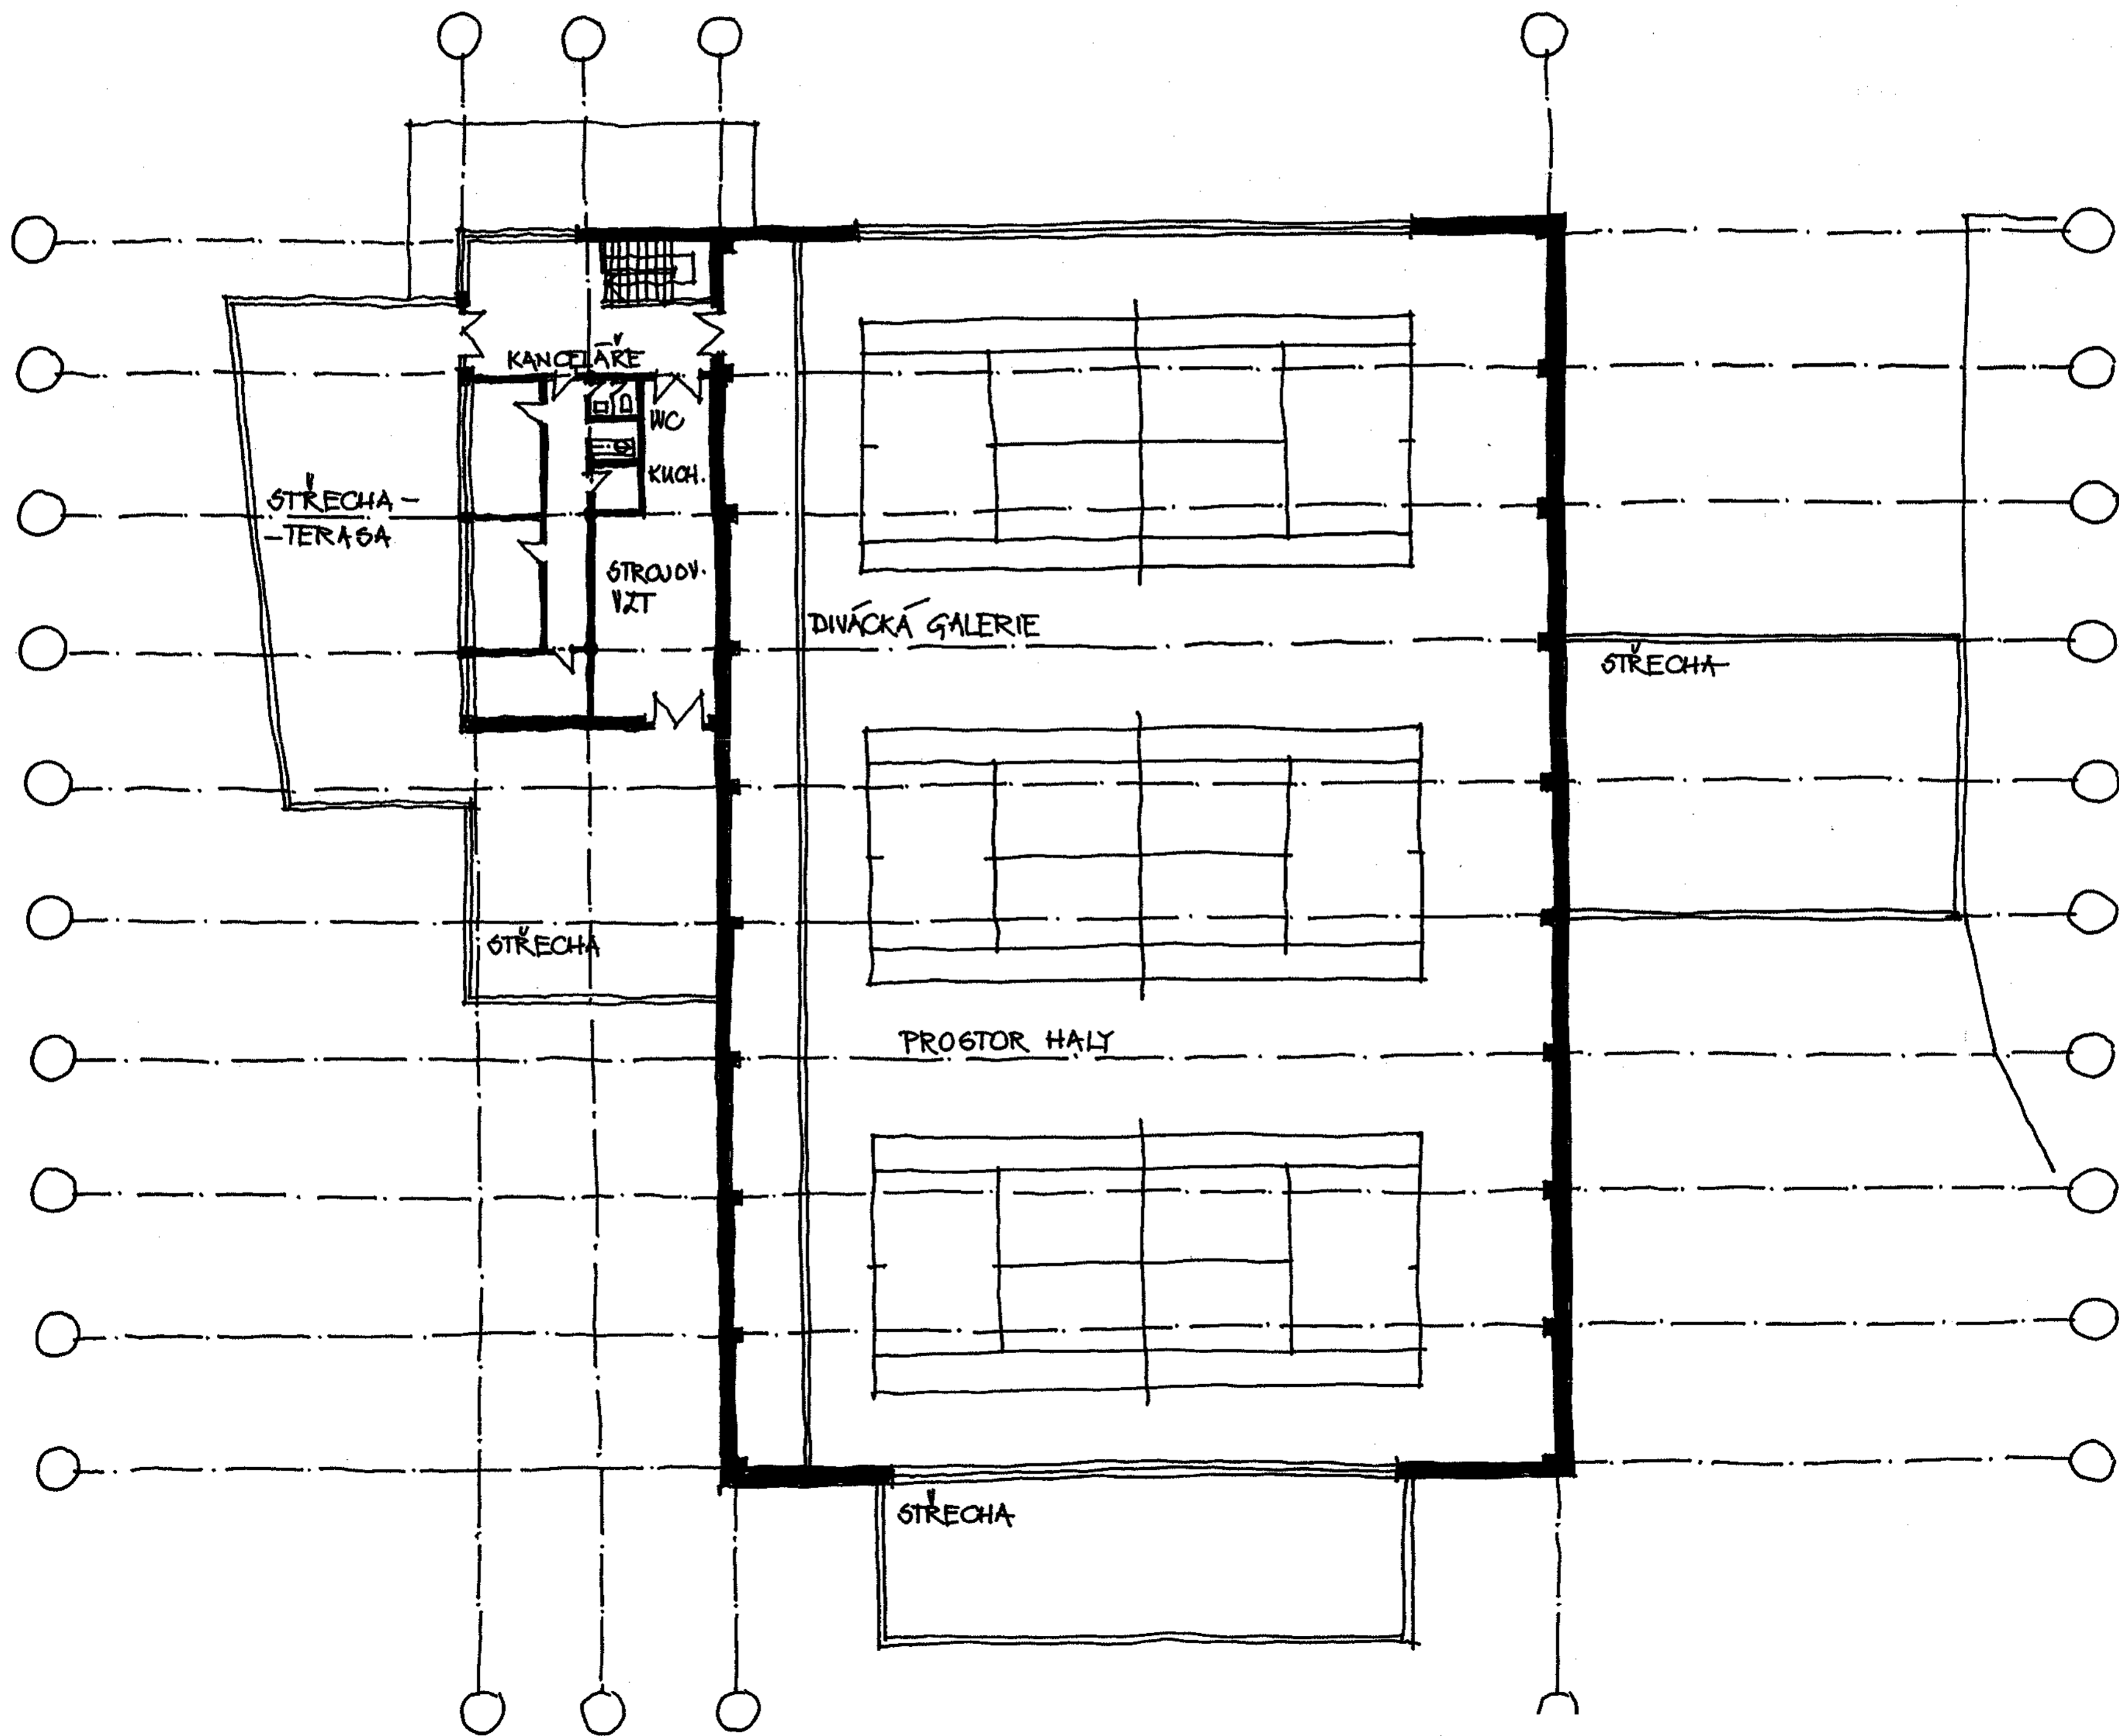 KANCELÁŘE
WC
KUCH.
STŘECHA -
- TERASA
STROJOV.
VZT
DIVÁCKÁ GALERIE
STŘECHA
STŘECHA
PROSTOR HALY
STŘECHA